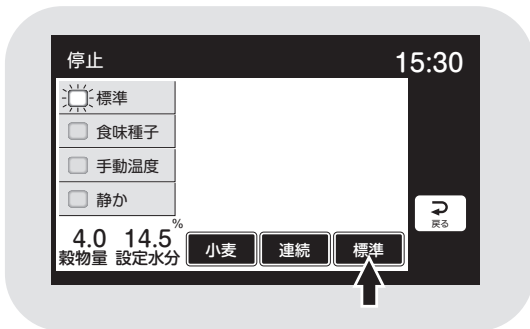 停止 15:30
標準
食味種子
手動温度
静か
戻る
4.0 14.5%
穀物量 設定水分
小麦 連続 標準